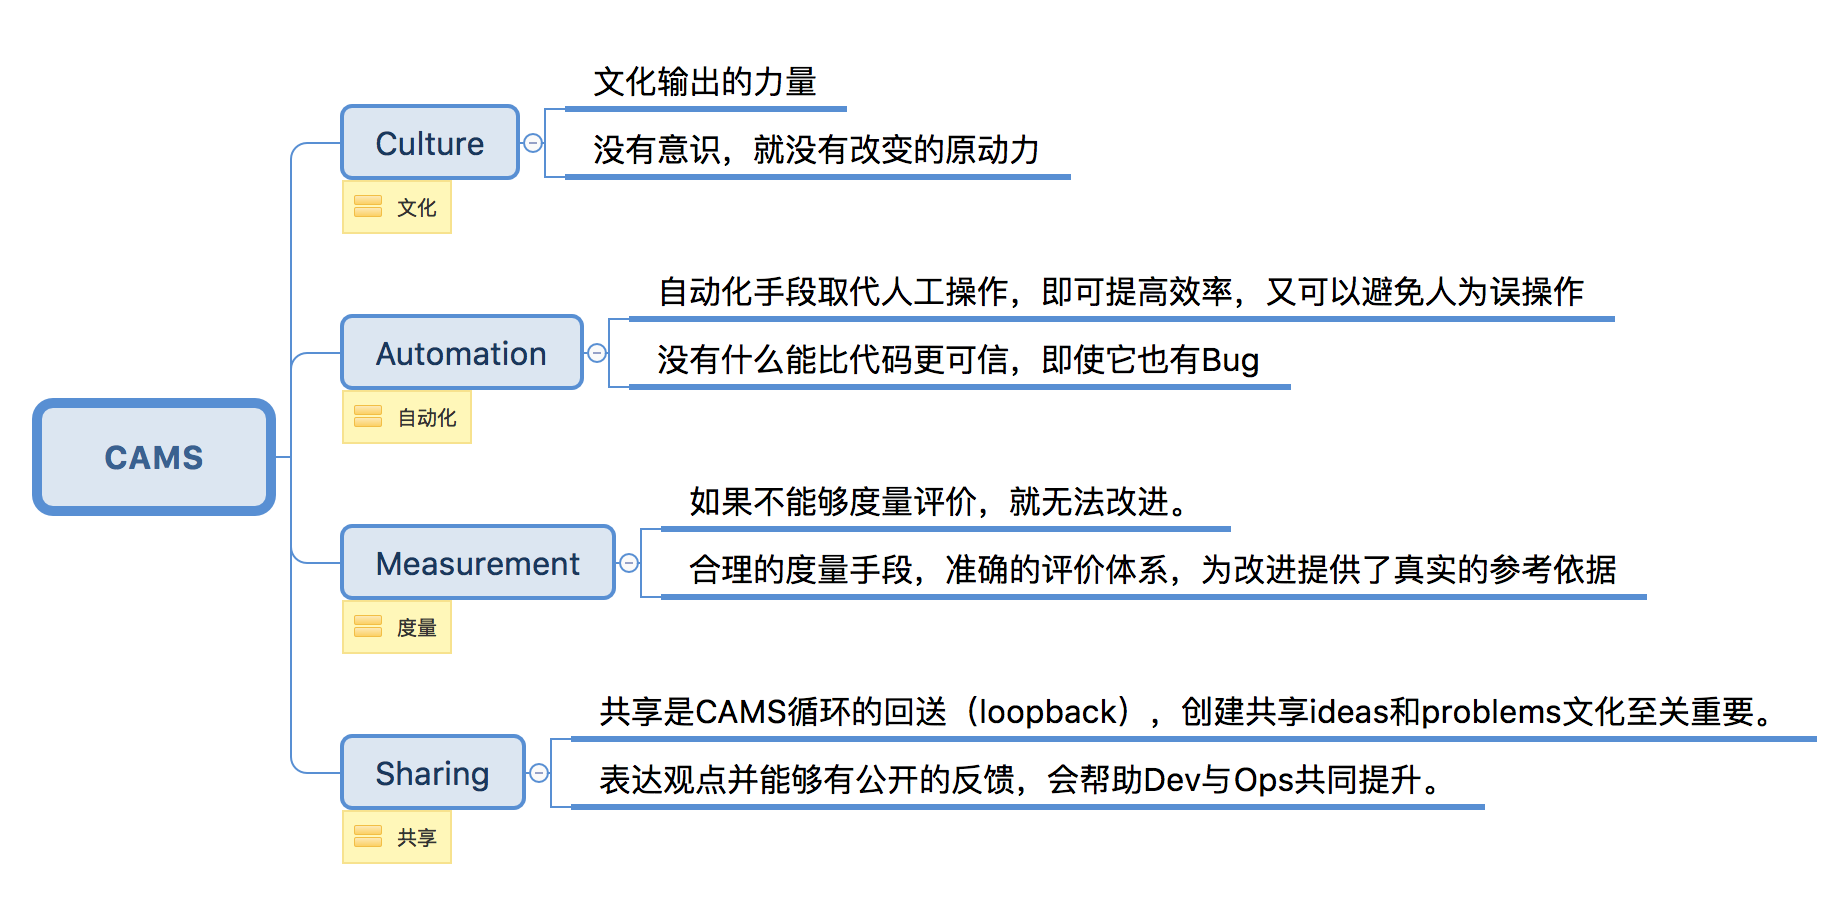 CAMS
Culture
文化
文化输出的力量
没有意识，就没有改变的原动力
Automation
自动化
自动化手段取代人工操作，即可提高效率，又可以避免人为误操作
没有什么能比代码更可信，即使它也有Bug
Measurement
度量
如果不能够度量评价，就无法改进。
合理的度量手段，准确的评价体系，为改进提供了真实的参考依据
Sharing
共享
共享是CAMS循环的回送（loopback），创建共享ideas和problems文化至关重要。
表达观点并能够有公开的反馈，会帮助Dev与Ops共同提升。